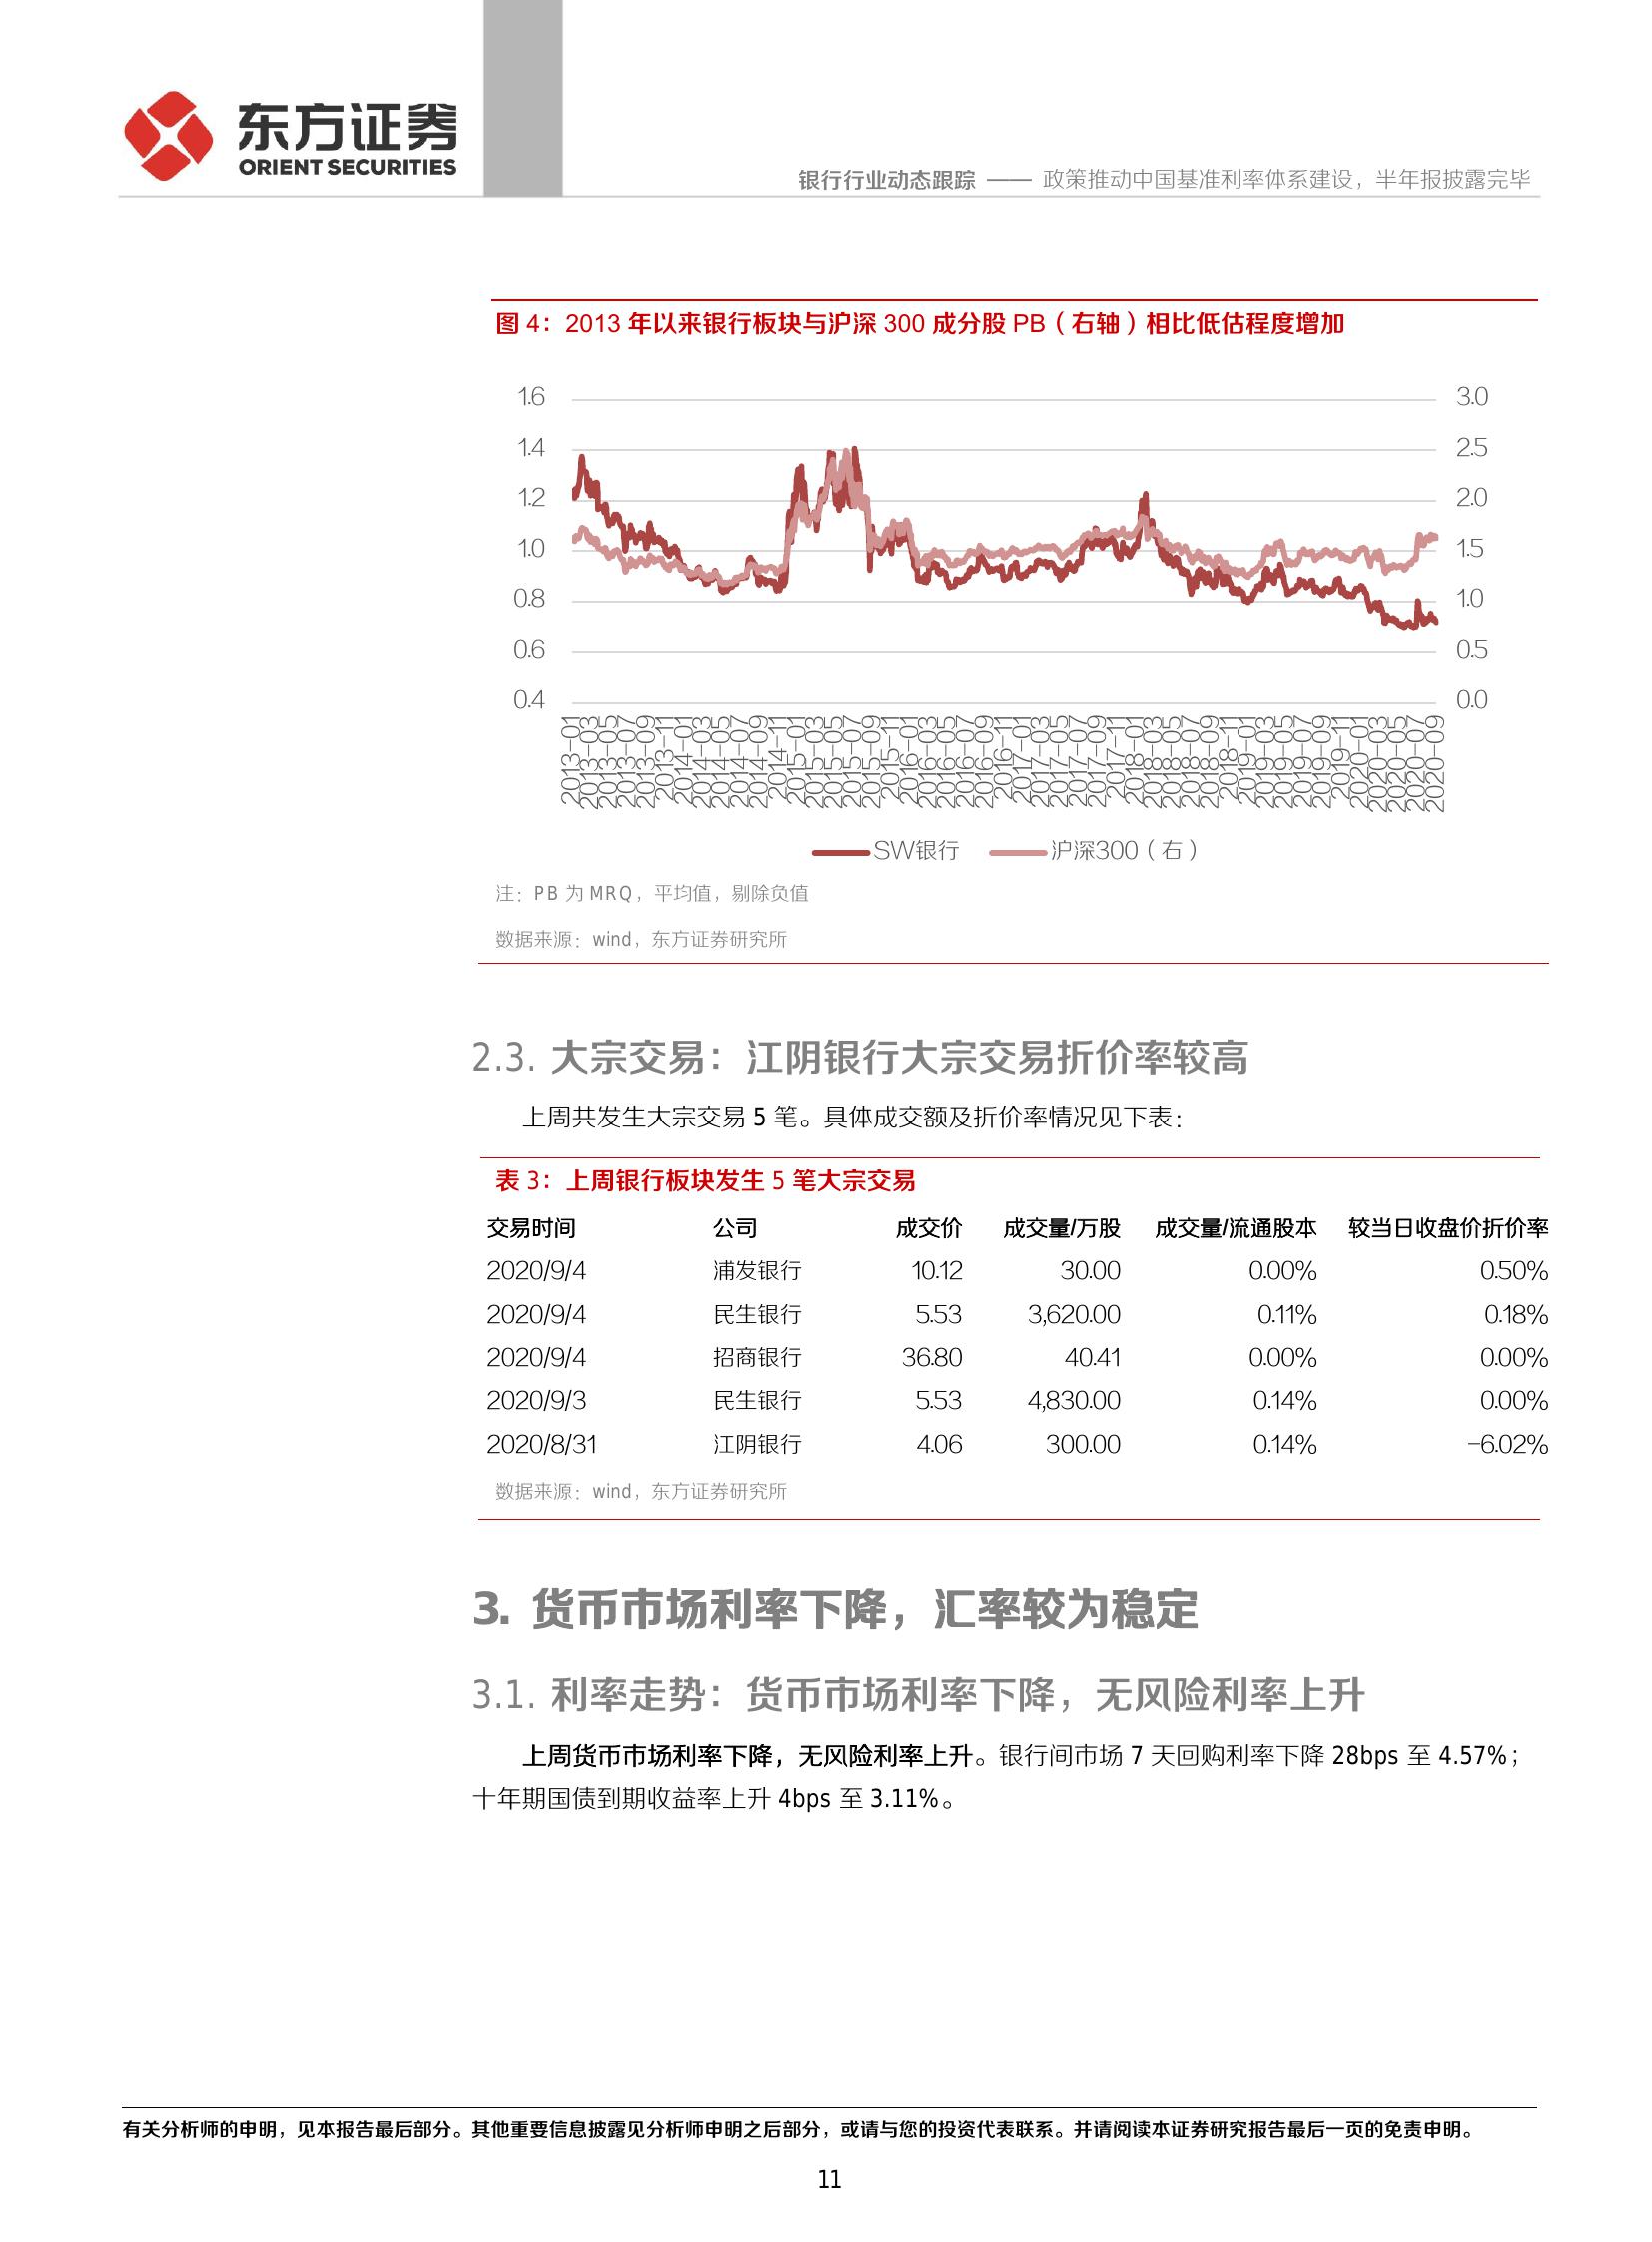 东方证券
ORIENT SECURITIES
银行行业动态跟踪 —— 政策推动中国基准利率体系建设，半年报披露完毕
图 4：2013 年以来银行板块与沪深 300 成分股 PB（右轴）相比低估程度增加
1.6 3.0
1.4 2.5
1.2 2.0
1.0 1.5
0.8 1.0
0.6 0.5
0.4 0.0
2013-01 2013-03 2013-05 2013-07 2013-09 2013-11 2014-01 2014-03 2014-05 2014-07 2014-09 2014-11 2015-01 2015-03 2015-05 2015-07 2015-09 2015-11 2016-01 2016-03 2016-05 2016-07 2016-09 2016-11 2017-01 2017-03 2017-05 2017-07 2017-09 2017-11 2018-01 2018-03 2018-05 2018-07 2018-09 2018-11 2019-01 2019-03 2019-05 2019-07 2019-09 2019-11 2020-01 2020-03 2020-05 2020-07 2020-09
SW银行 沪深300（右）
注：PB 为 MRQ，平均值，剔除负值
数据来源：wind，东方证券研究所
2.3. 大宗交易：江阴银行大宗交易折价率较高
上周共发生大宗交易 5 笔。具体成交额及折价率情况见下表：
表 3：上周银行板块发生 5 笔大宗交易
交易时间 公司 成交价 成交量/万股 成交量/流通股本 较当日收盘价折价率
2020/9/4 浦发银行 10.12 30.00 0.00% 0.50%
2020/9/4 民生银行 5.53 3,620.00 0.11% 0.18%
2020/9/4 招商银行 36.80 40.41 0.00% 0.00%
2020/9/3 民生银行 5.53 4,830.00 0.14% 0.00%
2020/8/31 江阴银行 4.06 300.00 0.14% -6.02%
数据来源：wind，东方证券研究所
3. 货币市场利率下降，汇率较为稳定
3.1. 利率走势：货币市场利率下降，无风险利率上升
上周货币市场利率下降，无风险利率上升。银行间市场 7 天回购利率下降 28bps 至 4.57%；
十年期国债到期收益率上升 4bps 至 3.11%。
有关分析师的申明，见本报告最后部分。其他重要信息披露见分析师申明之后部分，或请与您的投资代表联系。并请阅读本证券研究报告最后一页的免责申明。
11